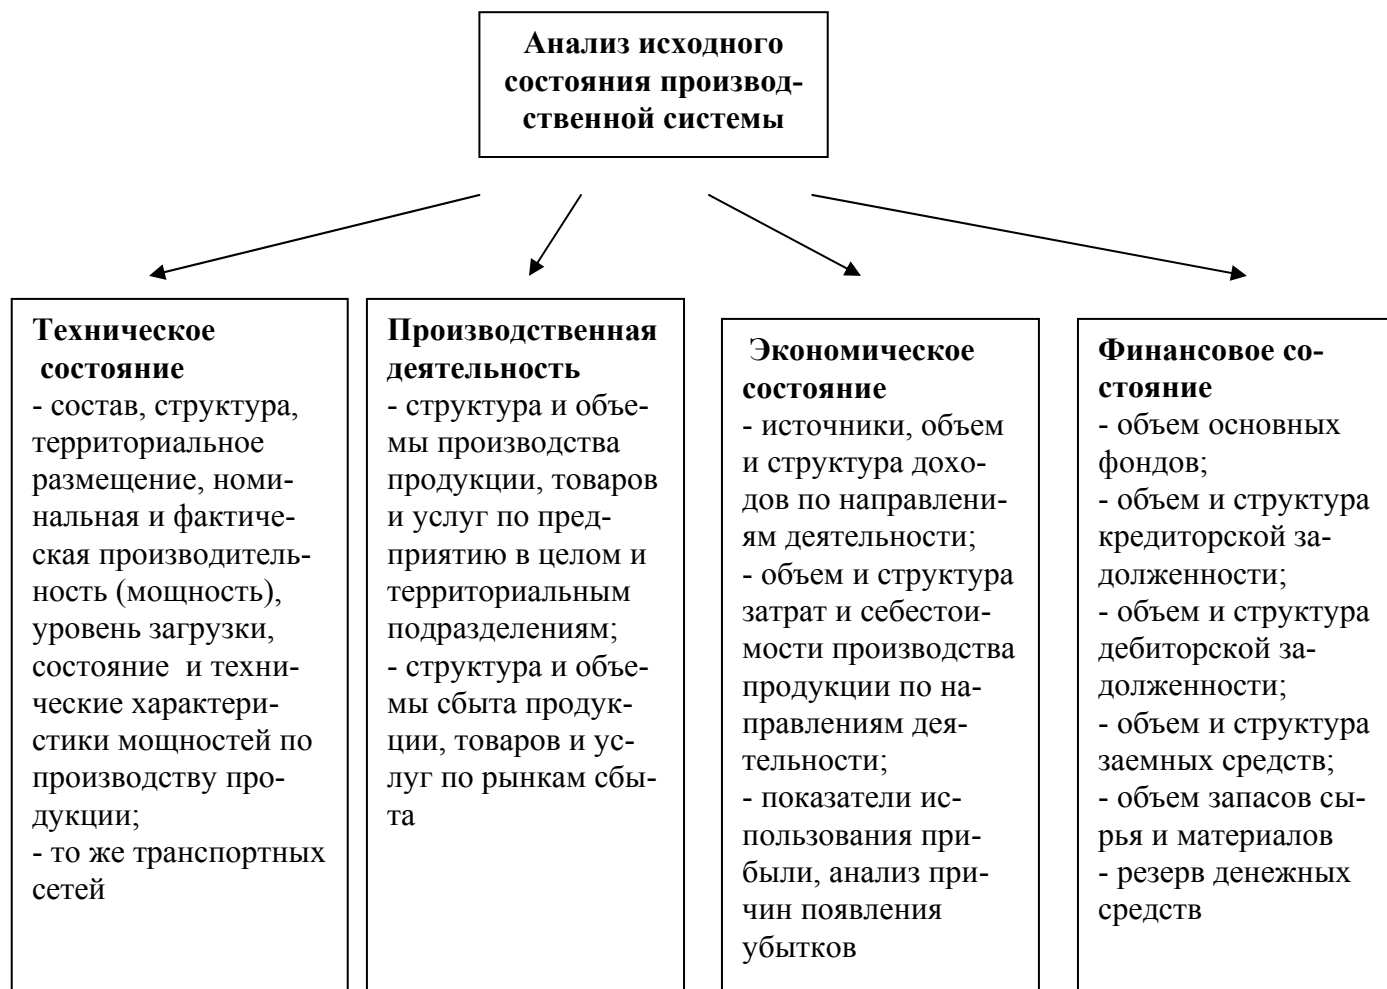 Анализ исходного
состояния производ-
ственной системы
Техническое
состояние
- состав, структура,
территориальное
размещение, номи-
нальная и фактиче-
ская производитель-
ность (мощность),
уровень загрузки,
состояние и техни-
ческие характери-
стики мощностей по
производству про-
дукции;
- то же транспортных
сетей
Производственная
деятельность
- структура и объе-
мы производства
продукции, товаров
и услуг по пред-
приятию в целом и
территориальным
подразделениям;
- структура и объе-
мы сбыта продук-
ции, товаров и ус-
луг по рынкам сбы-
та
Экономическое
состояние
- источники, объем
и структура дохо-
дов по направлени-
ям деятельности;
- объем и структура
затрат и себестои-
мости производства
продукции по на-
правлениям дея-
тельности;
- показатели ис-
пользования при-
были, анализ при-
чин появления
убытков
Финансовое со-
стояние
- объем основных
фондов;
- объем и структура
кредиторской за-
долженности;
- объем и структура
дебиторской за-
долженности;
- объем и структура
заемных средств;
- объем запасов сы-
рья и материалов
- резерв денежных
средств